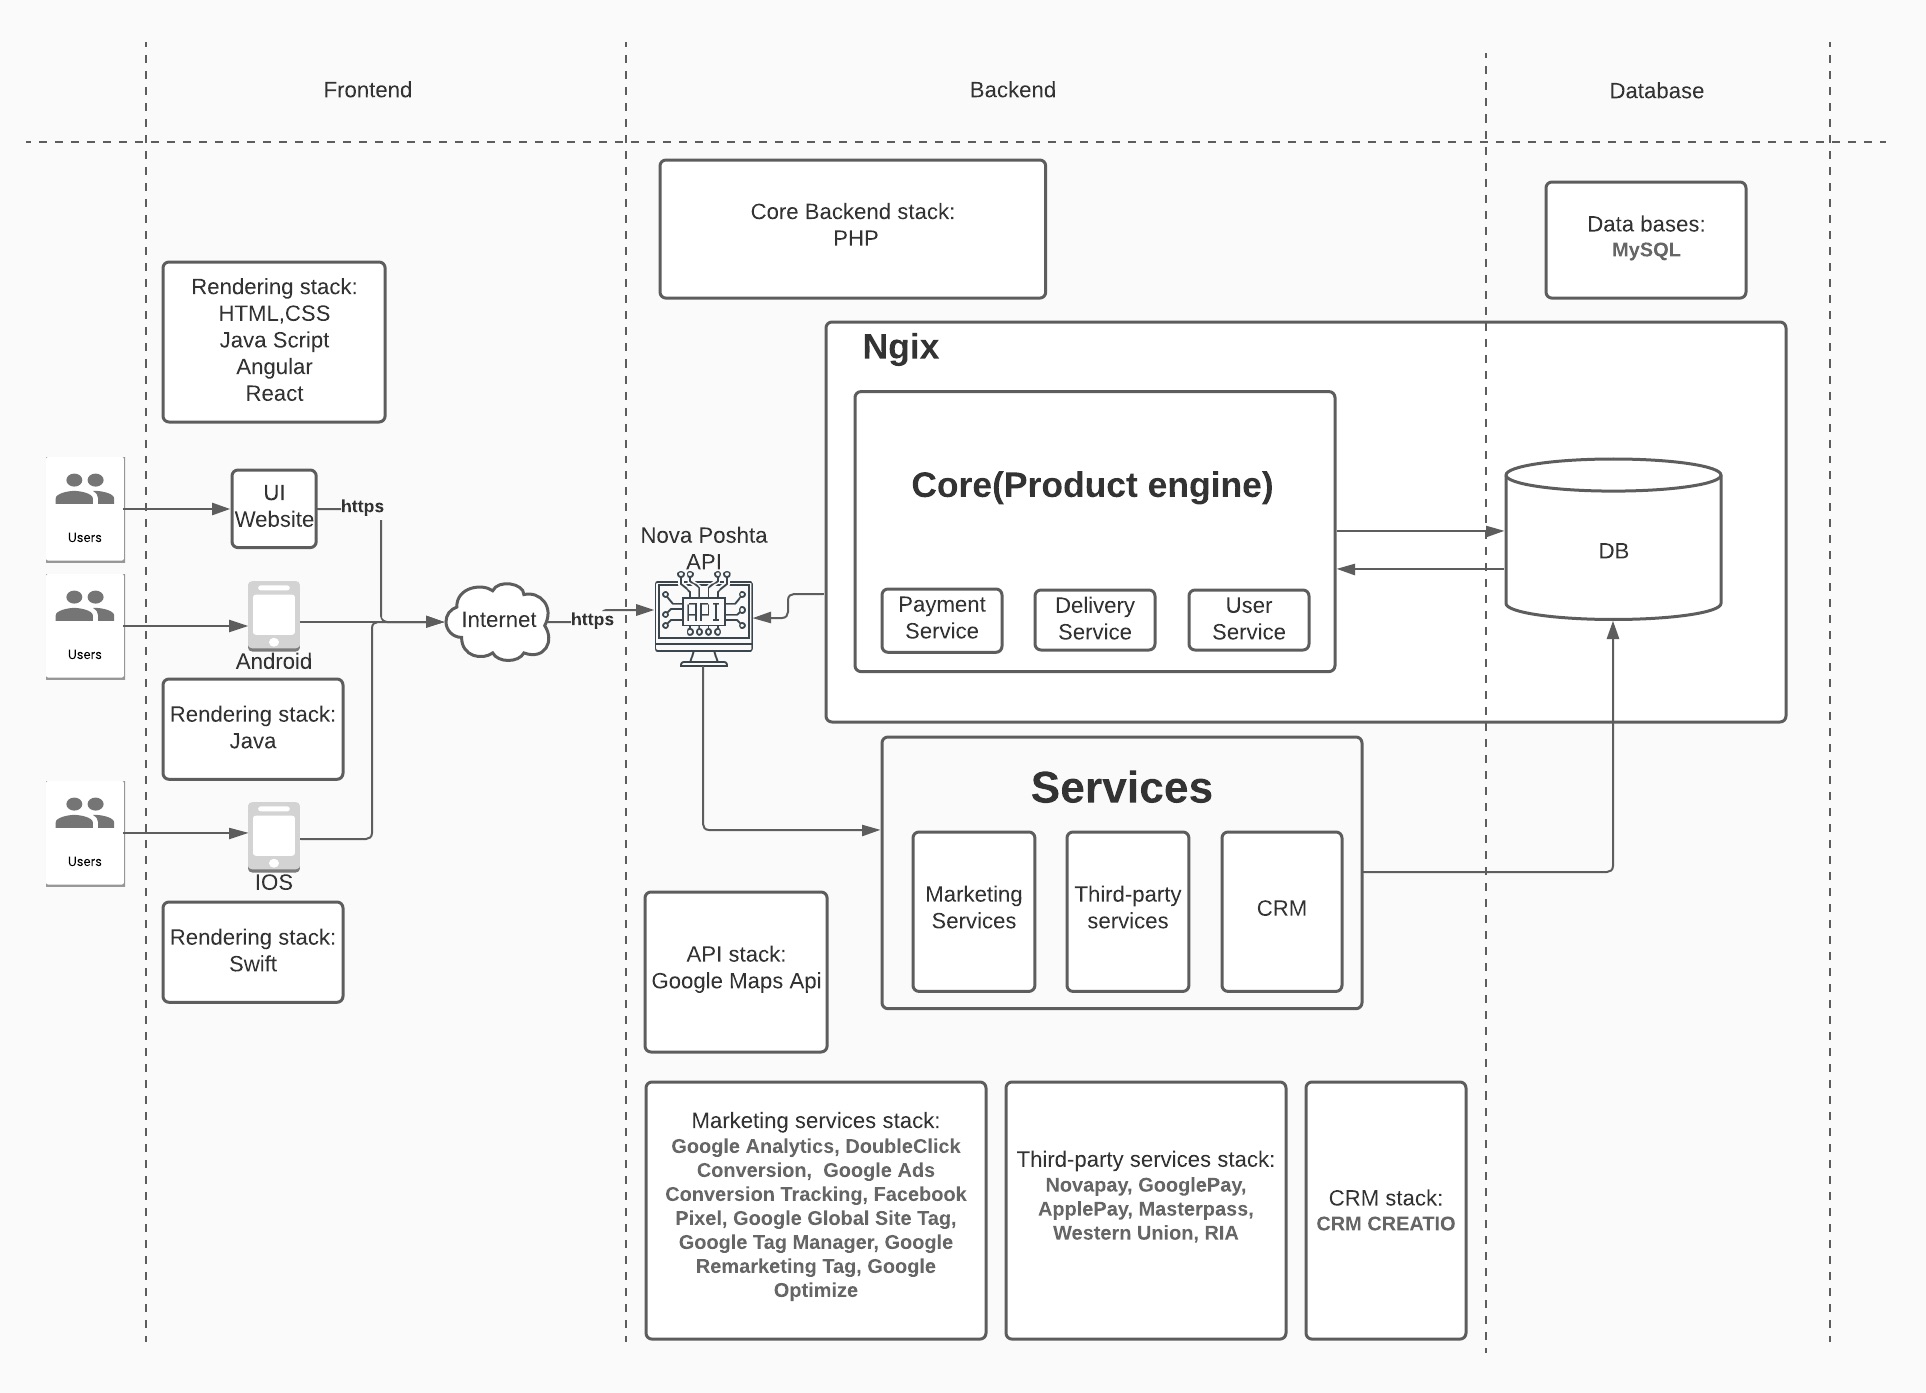 Frontend
Backend
Database
Core Backend stack:
PHP
Data bases:
MySQL
Rendering stack:
HTML,CSS
Java Script
Angular
React
Ngix
Core(Product engine)
Payment
Service
Delivery
Service
User
Service
DB
Users
UI
Website
https
Users
Android
Internet
https
Nova Poshta
API
API
Rendering stack:
Java
Users
IOS
Rendering stack:
Swift
Services
Marketing
Services
Third-party
services
CRM
API stack:
Google Maps Api
Marketing services stack:
Google Analytics, DoubleClick
Conversion,  Google Ads
Conversion Tracking, Facebook
Pixel, Google Global Site Tag,
Google Tag Manager, Google
Remarketing Tag, Google
Optimize
Third-party services stack:
Novapay, GooglePay,
ApplePay, Masterpass,
Western Union, RIA
CRM stack:
CRM CREATIO